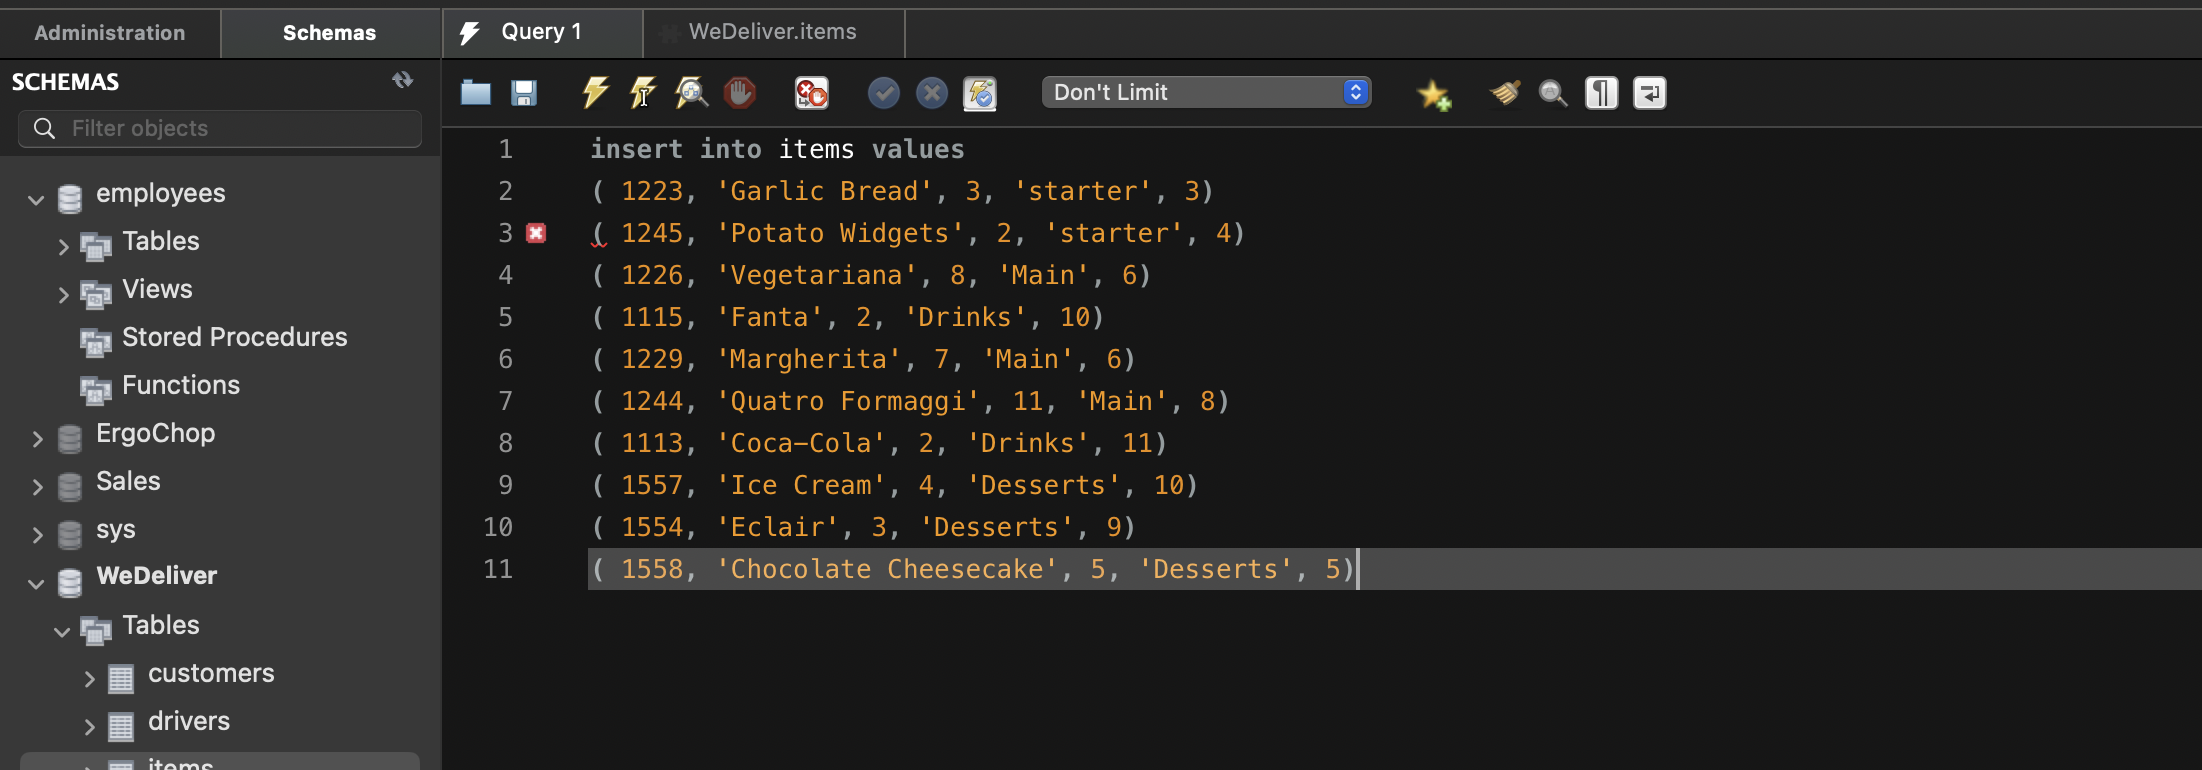 Administration
Schemas
Query 1
WeDeliver.items
SCHEMAS
Filter objects
Don't Limit
employees
Tables
Views
Stored Procedures
Functions
ErgoChop
Sales
sys
WeDeliver
Tables
customers
drivers
items
1 insert into items values
2 ( 1223, 'Garlic Bread', 3, 'starter', 3)
3 ( 1245, 'Potato Widgets', 2, 'starter', 4)
4 ( 1226, 'Vegetariana', 8, 'Main', 6)
5 ( 1115, 'Fanta', 2, 'Drinks', 10)
6 ( 1229, 'Margherita', 7, 'Main', 6)
7 ( 1244, 'Quatro Formaggi', 11, 'Main', 8)
8 ( 1113, 'Coca-Cola', 2, 'Drinks', 11)
9 ( 1557, 'Ice Cream', 4, 'Desserts', 10)
10 ( 1554, 'Eclair', 3, 'Desserts', 9)
11 ( 1558, 'Chocolate Cheesecake', 5, 'Desserts', 5)